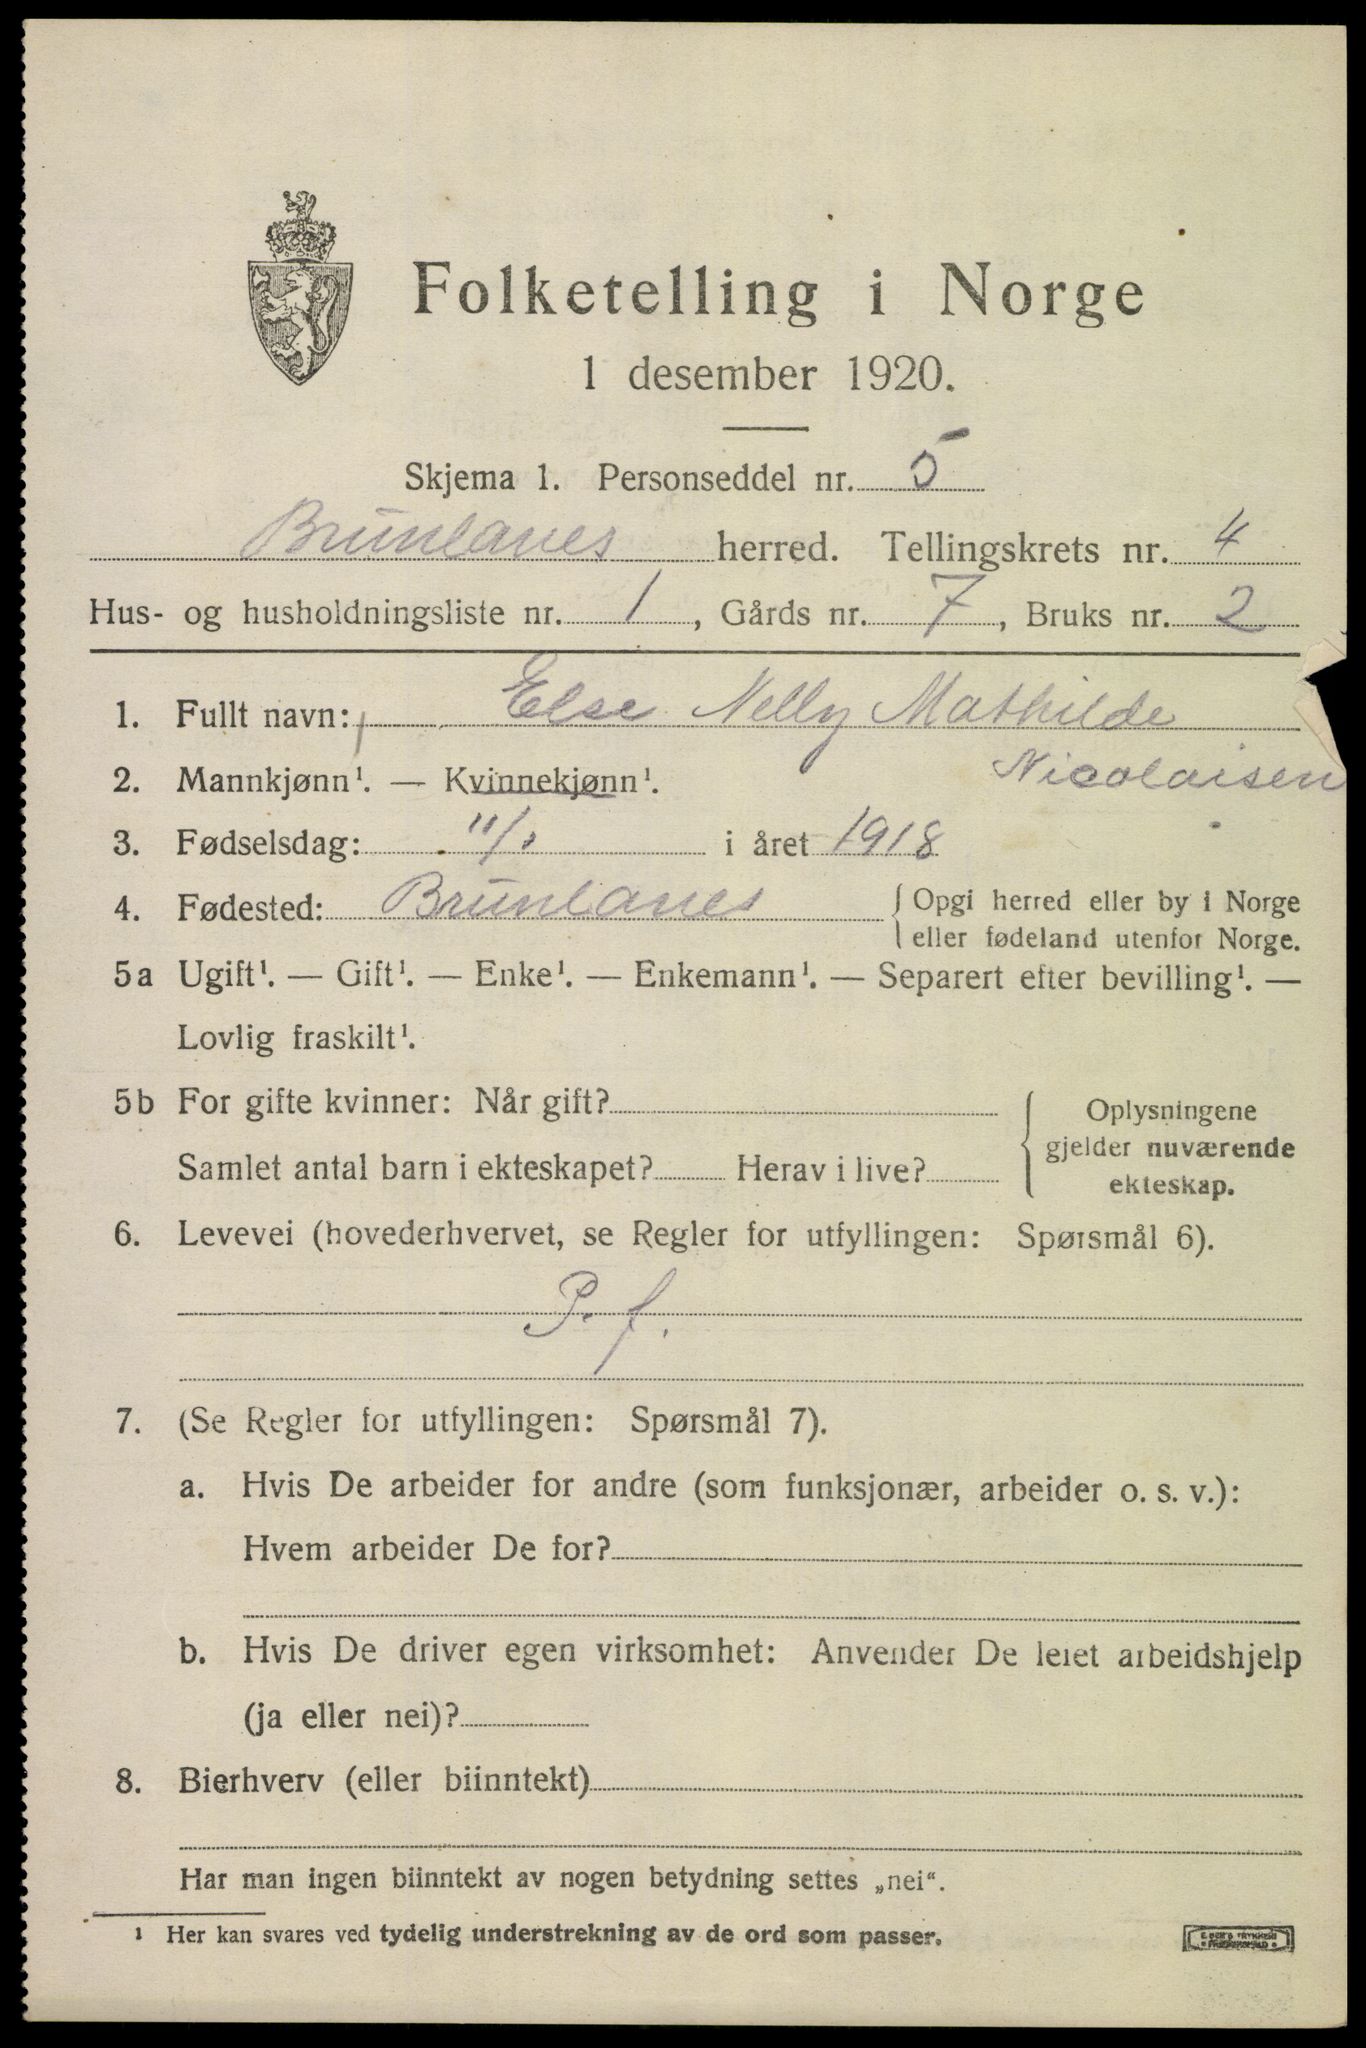 Folketelling i Norge
1 desember 1920.
Skjema 1. Personseddel nr. 5
Brunlanes herred. Tellingskrets nr. 4
Hus- og husholdningsliste nr. 1, Gårds nr. 7, Bruks nr. 2
1. Fullt navn: Else Nelly Mathilde
Nicolaisen
2. Mannkjønn¹. — Kvinnekjønn¹.
3. Fødselsdag: 11/1 i året 1918
4. Fødested: Brunlanes { Opgi herred eller by i Norge
eller fødeland utenfor Norge.
5a Ugift¹. — Gift¹. — Enke¹. — Enkemann¹. — Separert efter bevilling¹. —
Lovlig fraskilt¹.
5b For gifte kvinner: Når gift?
Samlet antal barn i ekteskapet? Herav i live?
{ Oplysningene
gjelder nuværende
ekteskap.
6. Levevei (hovederhvervet, se Regler for utfyllingen: Spørsmål 6).
P. f.
7. (Se Regler for utfyllingen: Spørsmål 7).
a. Hvis De arbeider for andre (som funksjonær, arbeider o. s. v.):
Hvem arbeider De for?
b. Hvis De driver egen virksomhet: Anvender De leiet arbeidshjelp
(ja eller nei)?
8. Bierhverv (eller biinntekt)
Har man ingen biinntekt av nogen betydning settes „nei“.
¹ Her kan svares ved tydelig understrekning av de ord som passer.